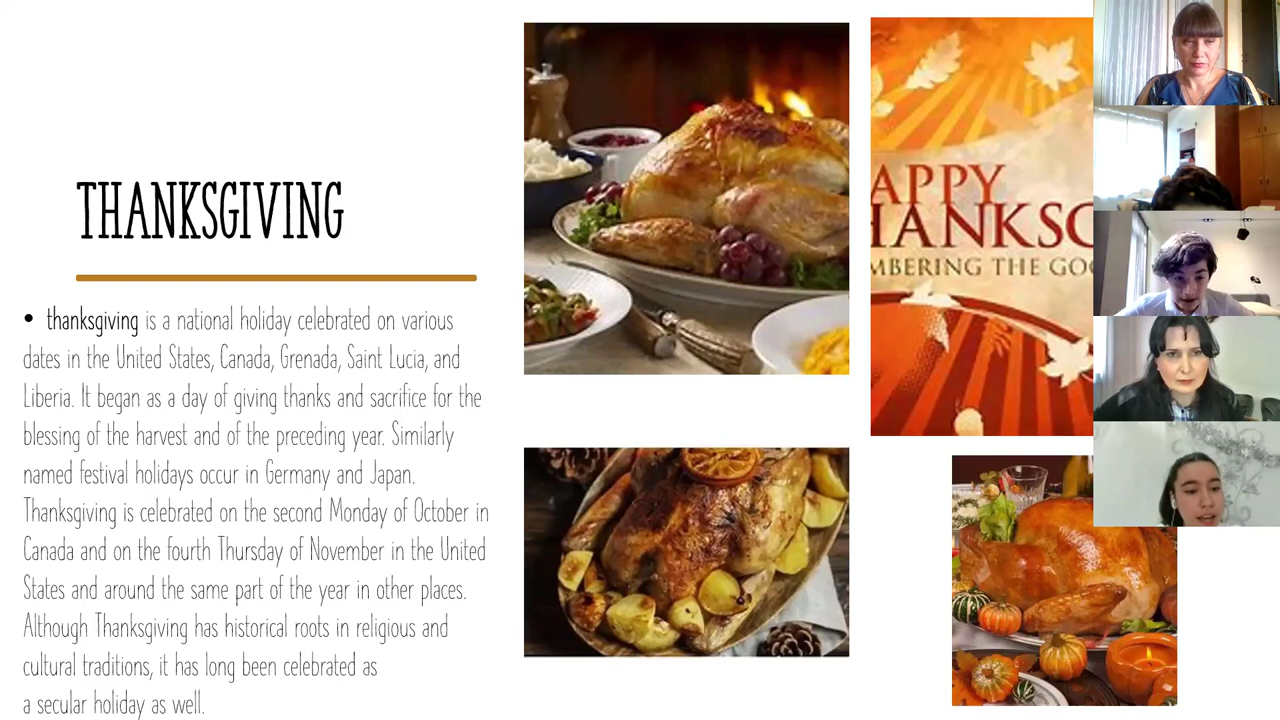 THANKSGIVING
• thanksgiving is a national holiday celebrated on various
dates in the United States, Canada, Grenada, Saint Lucia, and
Liberia. It began as a day of giving thanks and sacrifice for the
blessing of the harvest and of the preceding year. Similarly
named festival holidays occur in Germany and Japan.
Thanksgiving is celebrated on the second Monday of October in
Canada and on the fourth Thursday of November in the United
States and around the same part of the year in other places.
Although Thanksgiving has historical roots in religious and
cultural traditions, it has long been celebrated as
a secular holiday as well.
APPY
HANKSG
MBERING THE GOO